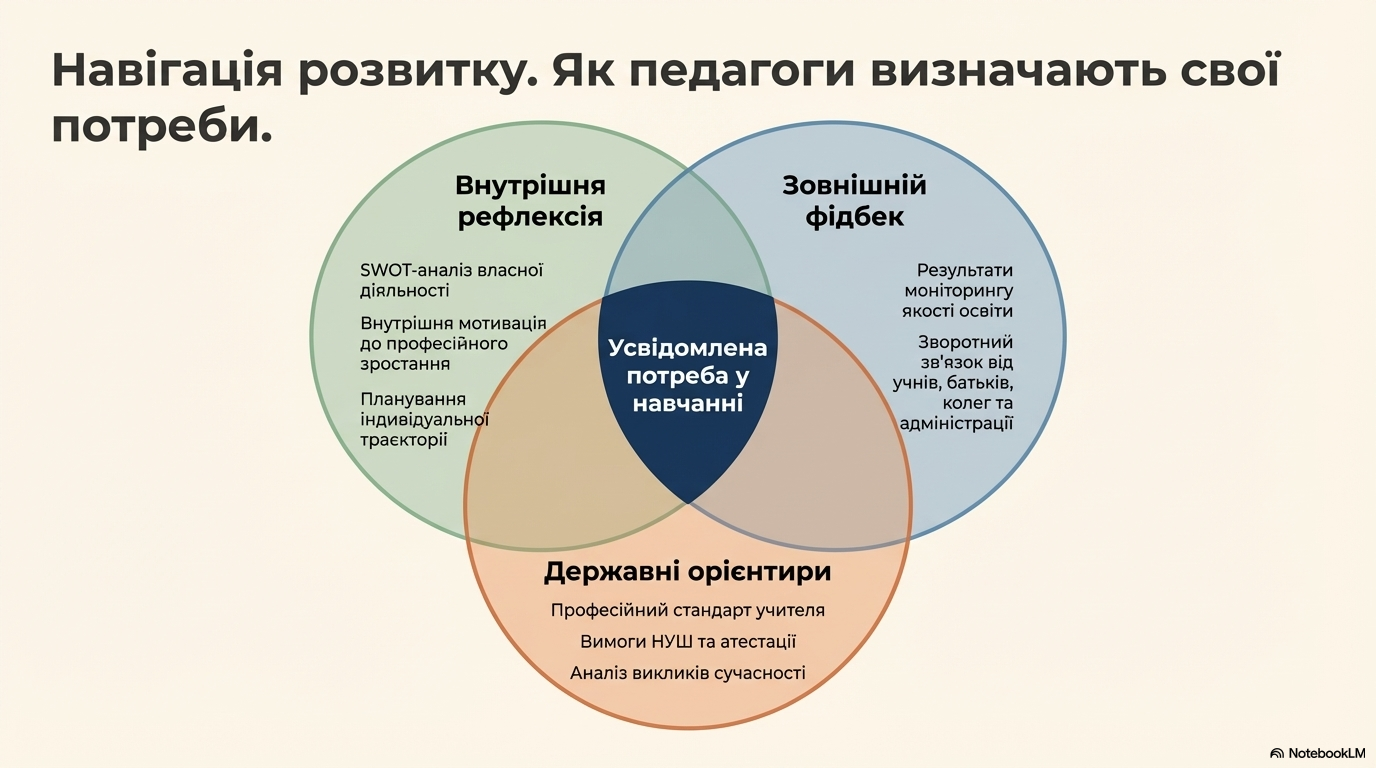 Навігація розвитку. Як педагоги визначають свої
потреби.
Внутрішня
рефлексія
SWOT-аналіз власної
діяльності
Внутрішня мотивація
до професійного
зростання
Планування
індивідуальної
траєкторії
Зовнішній
фідбек
Результати
моніторингу
якості освіти
Зворотний
зв'язок від
учнів, батьків,
колег та
адміністрації
Усвідомлена
потреба у
навчанні
Державні орієнтири
Професійний стандарт учителя
Вимоги НУШ та атестації
Аналіз викликів сучасності
NotebookLM